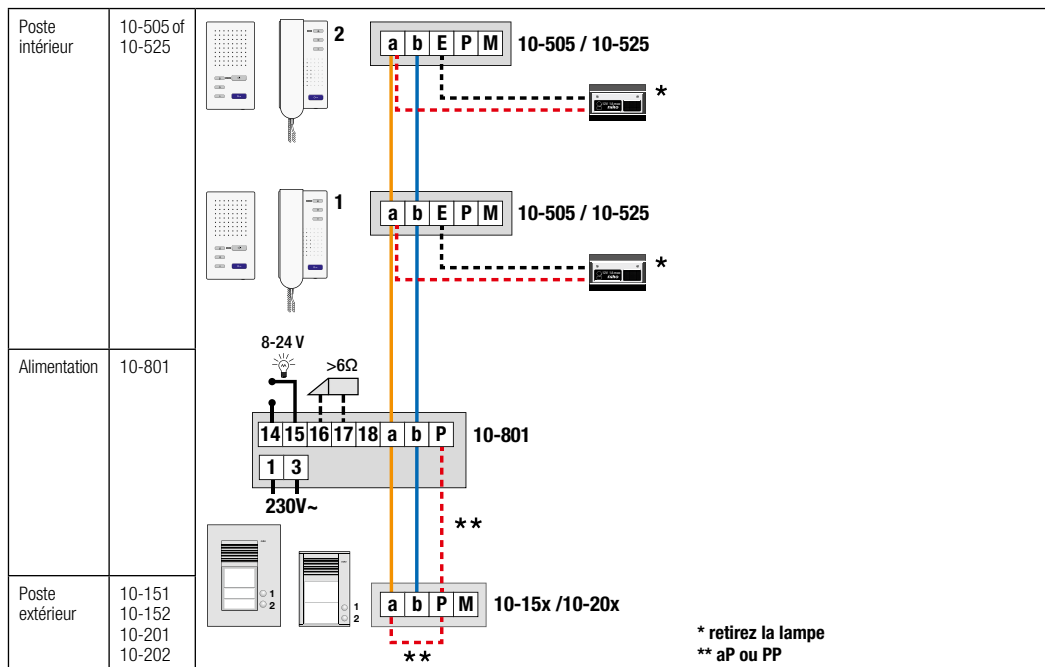 Poste intérieur
10-505 of 10-525
2
a b E P M
10-505 / 10-525
*
1
a b E P M
10-505 / 10-525
*
Alimentation
10-801
8-24 V
>6Ω
14 15 16 17 18 a b P
10-801
1 3
230V~
**
Poste extérieur
10-151
10-152
10-201
10-202
1
2
1
2
a b P M
10-15x /10-20x
**
* retirez la lampe
** aP ou PP